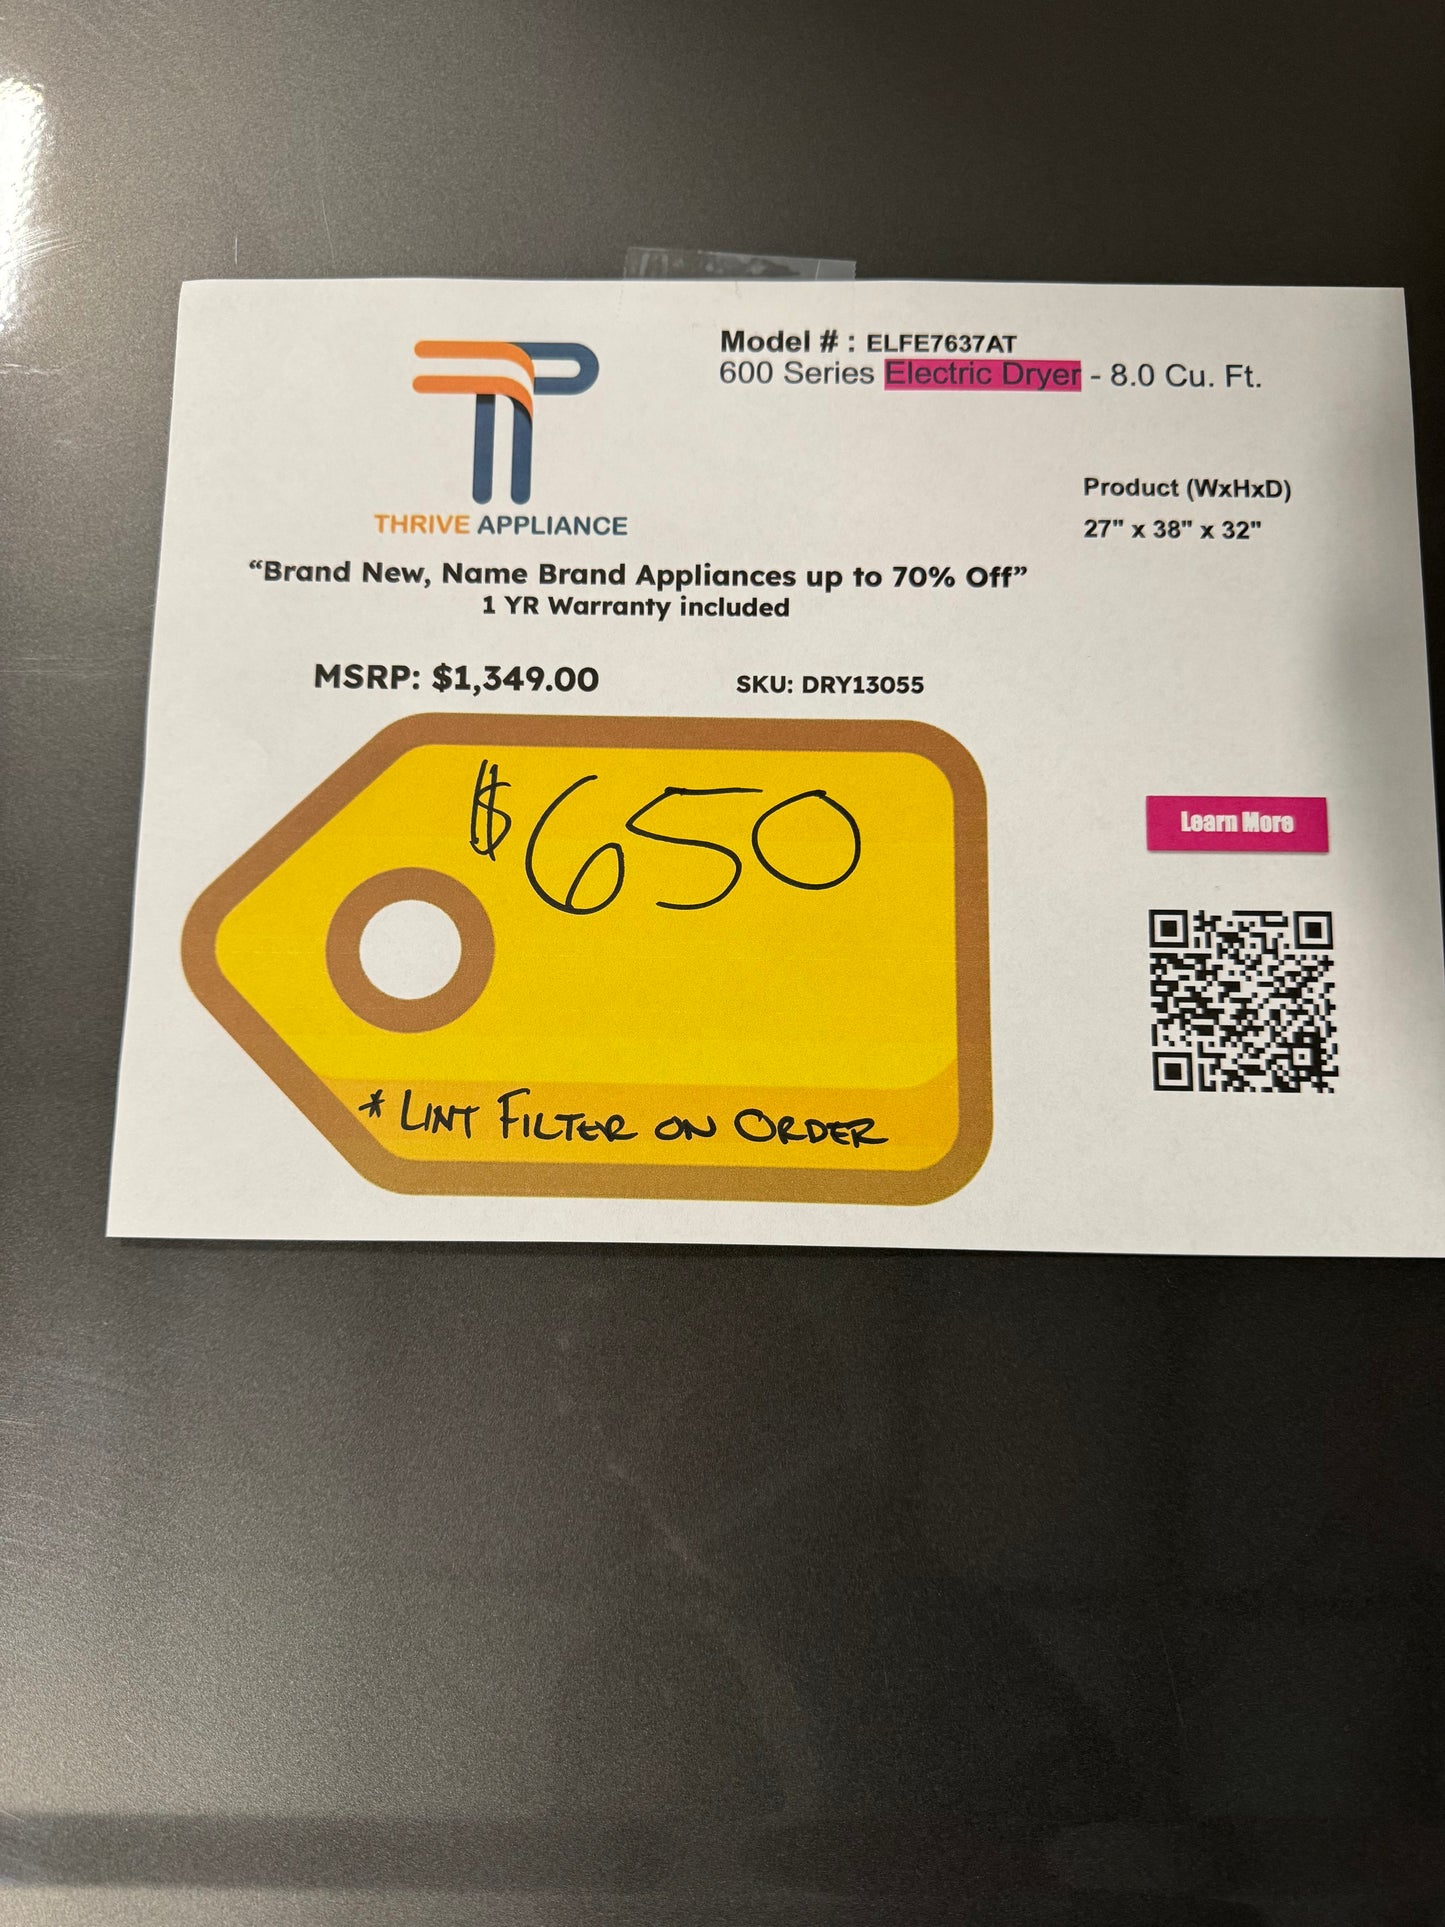 Model # : ELFE7637AT
600 Series Electric Dryer - 8.0 Cu. Ft.
Product (WxHxD)
27" x 38" x 32"
THRIVE APPLIANCE
“Brand New, Name Brand Appliances up to 70% Off”
1 YR Warranty included
MSRP: $1,349.00
SKU: DRY13055
$650
Learn More
* LINT FILTER ON ORDER